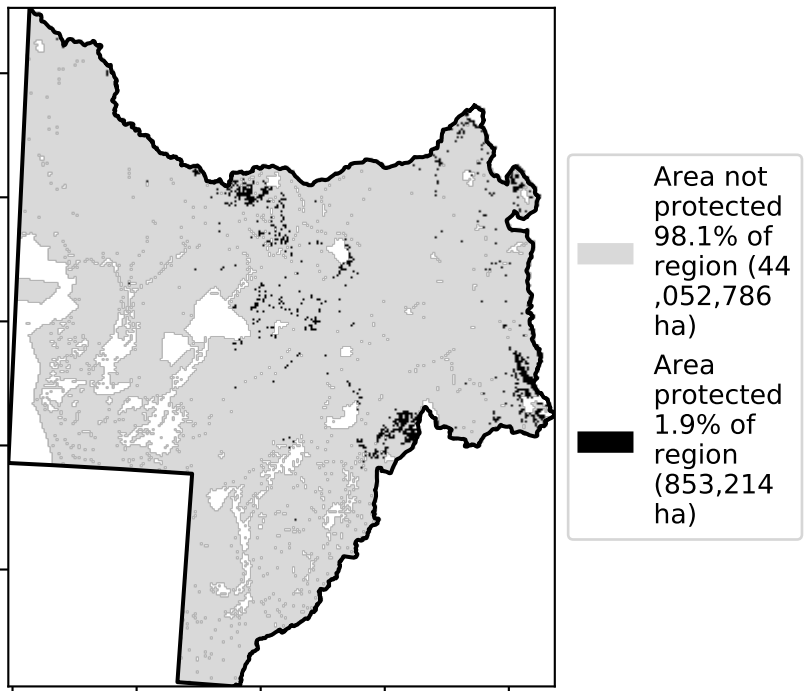 Area not
protected
98.1% of
region (44
,052,786
ha)
Area
protected
1.9% of
region
(853,214
ha)